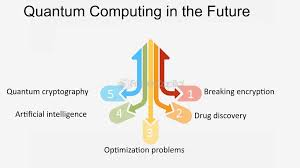 Quantum Computing in the Future
Quantum cryptography
5
1
Breaking encryption
Artificial intelligence
4
2
Drug discovery
3
Optimization problems